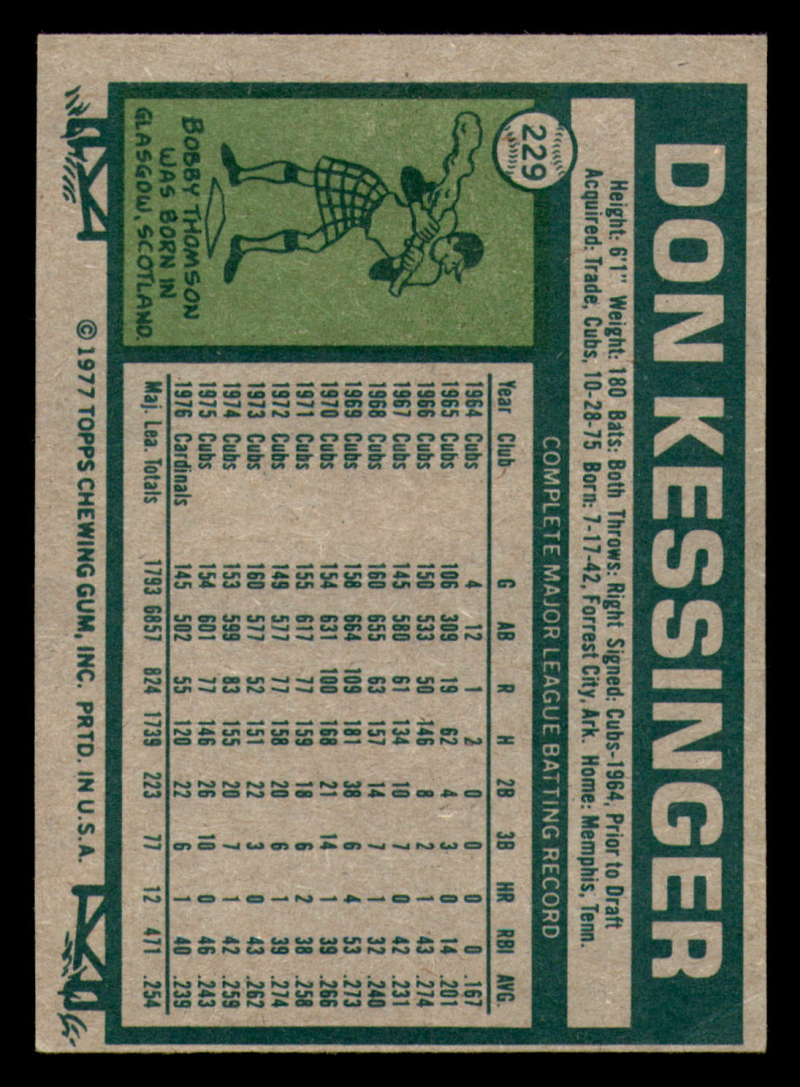 229
DON KESSINGER
Height: 6'1" Weight: 180 Bats: Both Throws: Right Signed: Cubs-1964, Prior to Draft
Acquired: Trade, Cubs, 10-28-75 Born: 7-17-42, Forrest City, Ark. Home: Memphis, Tenn.
BOBBY THOMSON
WAS BORN IN
GLASGOW, SCOTLAND.
COMPLETE MAJOR LEAGUE BATTING RECORD
Year Club G AB R H 2B 3B HR RBI AVG.
1964 Cubs 4 12 1 2 0 0 0 0 .167
1965 Cubs 106 309 19 62 4 3 0 14 .201
1966 Cubs 150 533 50 146 8 2 1 43 .274
1967 Cubs 145 580 61 134 10 7 0 42 .231
1968 Cubs 160 655 63 157 14 7 1 32 .240
1969 Cubs 158 664 109 181 38 6 4 53 .273
1970 Cubs 154 631 100 168 21 14 1 39 .266
1971 Cubs 155 617 77 159 18 6 2 38 .258
1972 Cubs 149 577 77 158 20 6 1 39 .274
1973 Cubs 160 577 52 151 22 3 0 43 .262
1974 Cubs 153 599 83 155 20 7 1 42 .259
1975 Cubs 154 601 77 146 26 10 0 46 .243
1976 Cardinals 145 502 55 120 22 6 1 40 .239
Maj. Lea. Totals 1793 6857 824 1739 223 77 12 471 .254
© 1977 TOPPS CHEWING GUM, INC. PRTD. IN U.S.A.